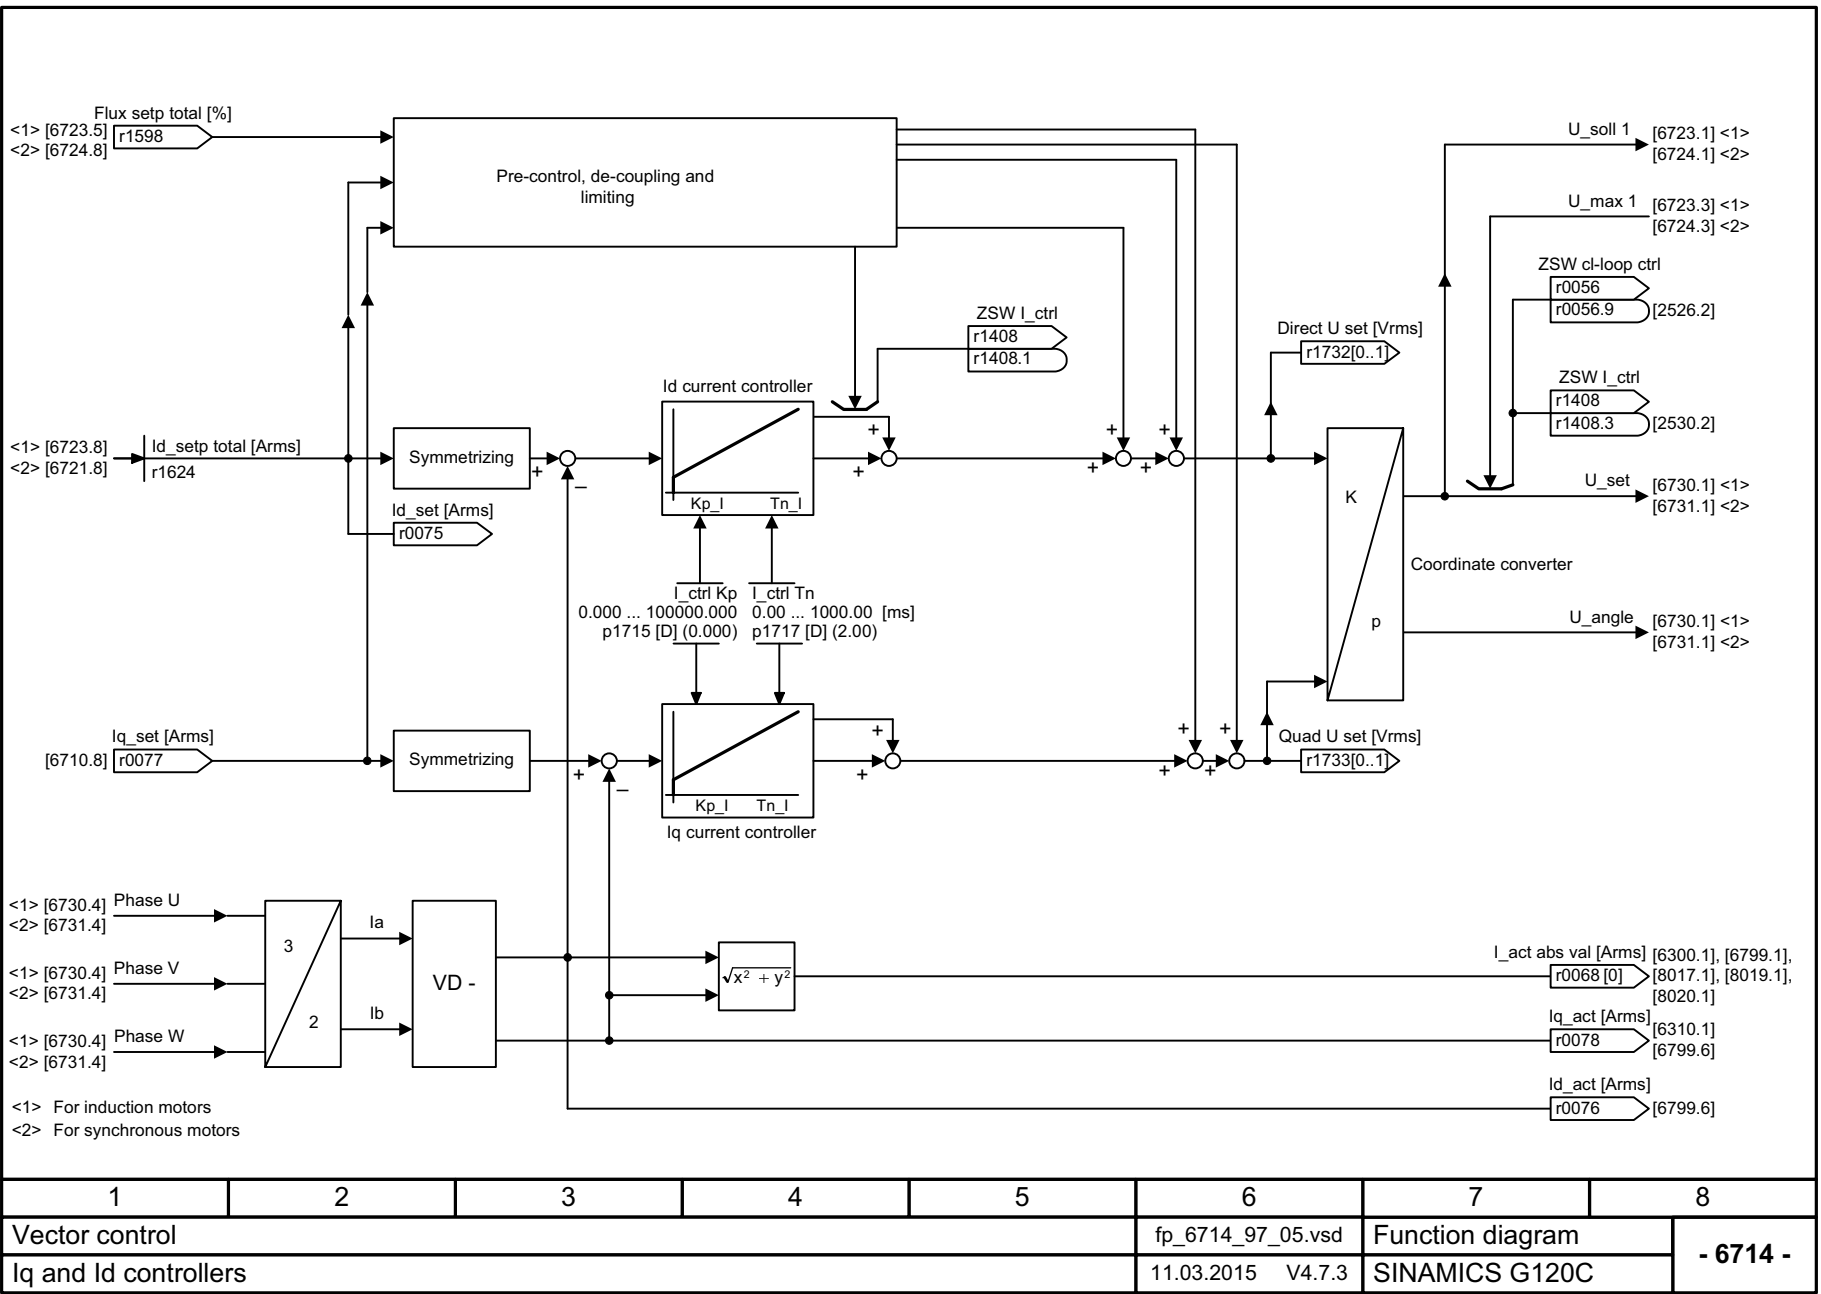 Flux setp total [%]
<1> [6723.5] r1598
<2> [6724.8]
Pre-control, de-coupling and
limiting
U_soll 1 [6723.1] <1>
[6724.1] <2>
U_max 1 [6723.3] <1>
[6724.3] <2>
ZSW cl-loop ctrl
r0056
r0056.9 [2526.2]
ZSW I_ctrl
r1408
r1408.1
Direct U set [Vrms]
r1732[0..1]
ZSW I_ctrl
r1408
r1408.3 [2530.2]
Id current controller
<1> [6723.8] Id_setp total [Arms]
<2> [6721.8] r1624
Symmetrizing
+
–
Kp_I Tn_I
+
+
+
+
+
+
K
p
U_set [6730.1] <1>
[6731.1] <2>
Id_set [Arms]
r0075
Coordinate converter
I_ctrl Kp I_ctrl Tn
0.000 ... 100000.000 0.00 ... 1000.00 [ms]
p1715 [D] (0.000) p1717 [D] (2.00)
U_angle [6730.1] <1>
[6731.1] <2>
Iq_set [Arms]
[6710.8] r0077
Symmetrizing
+
–
Kp_I Tn_I
Iq current controller
+
+
+
+
+
+
Quad U set [Vrms]
r1733[0..1]
<1> [6730.4] Phase U
<2> [6731.4]
<1> [6730.4] Phase V
<2> [6731.4]
<1> [6730.4] Phase W
<2> [6731.4]
3
2
Ia
Ib
VD -
√x² + y²
I_act abs val [Arms] [6300.1], [6799.1],
r0068 [0] [8017.1], [8019.1],
[8020.1]
Iq_act [Arms] [6310.1]
r0078 [6799.6]
Id_act [Arms]
r0076 [6799.6]
<1> For induction motors
<2> For synchronous motors
1 2 3 4 5 6 7 8
Vector control fp_6714_97_05.vsd Function diagram - 6714 -
Iq and Id controllers 11.03.2015 V4.7.3 SINAMICS G120C